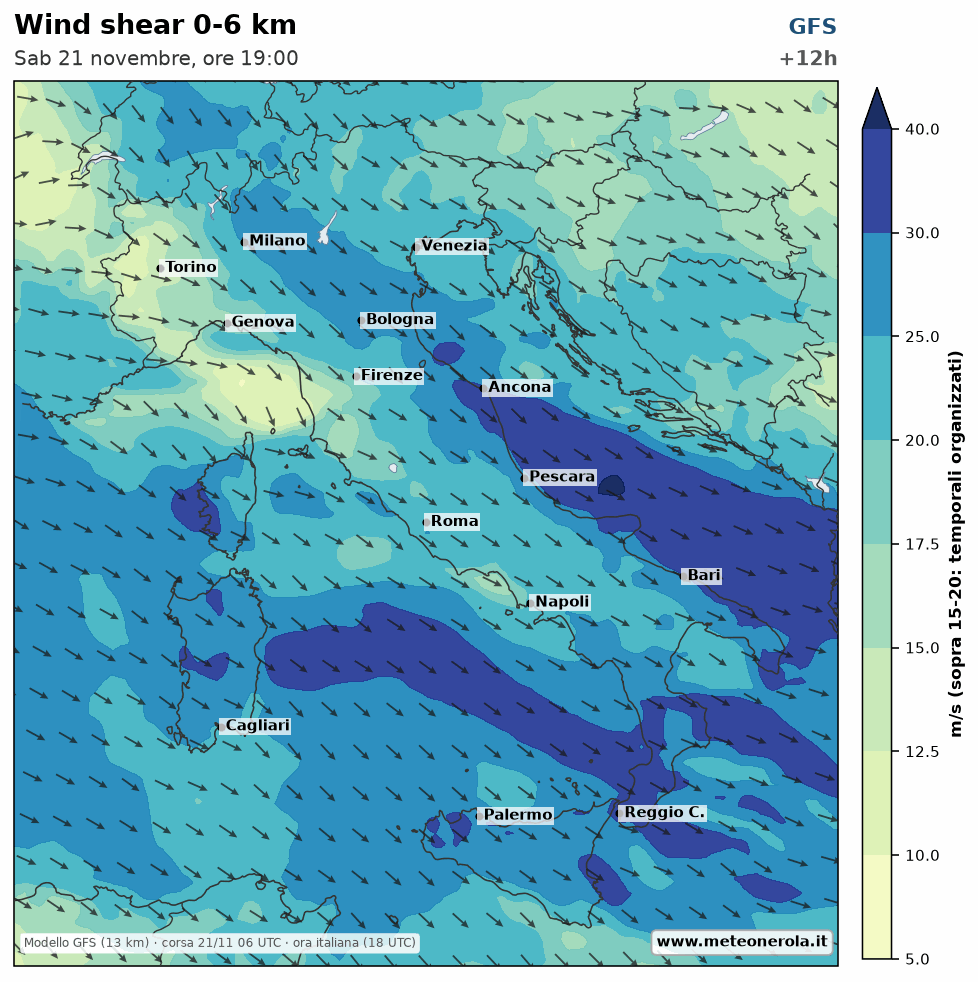 Wind shear 0-6 km
GFS
Sab 21 novembre, ore 19:00
+12h
Milano
Venezia
Torino
Genova
Bologna
Firenze
Ancona
Pescara
Roma
Bari
Napoli
Cagliari
Palermo
Reggio C.
40.0
30.0
25.0
20.0
17.5
15.0
12.5
10.0
5.0
m/s (sopra 15-20: temporali organizzati)
Modello GFS (13 km) · corsa 21/11 06 UTC · ora italiana (18 UTC)
www.meteonerola.it